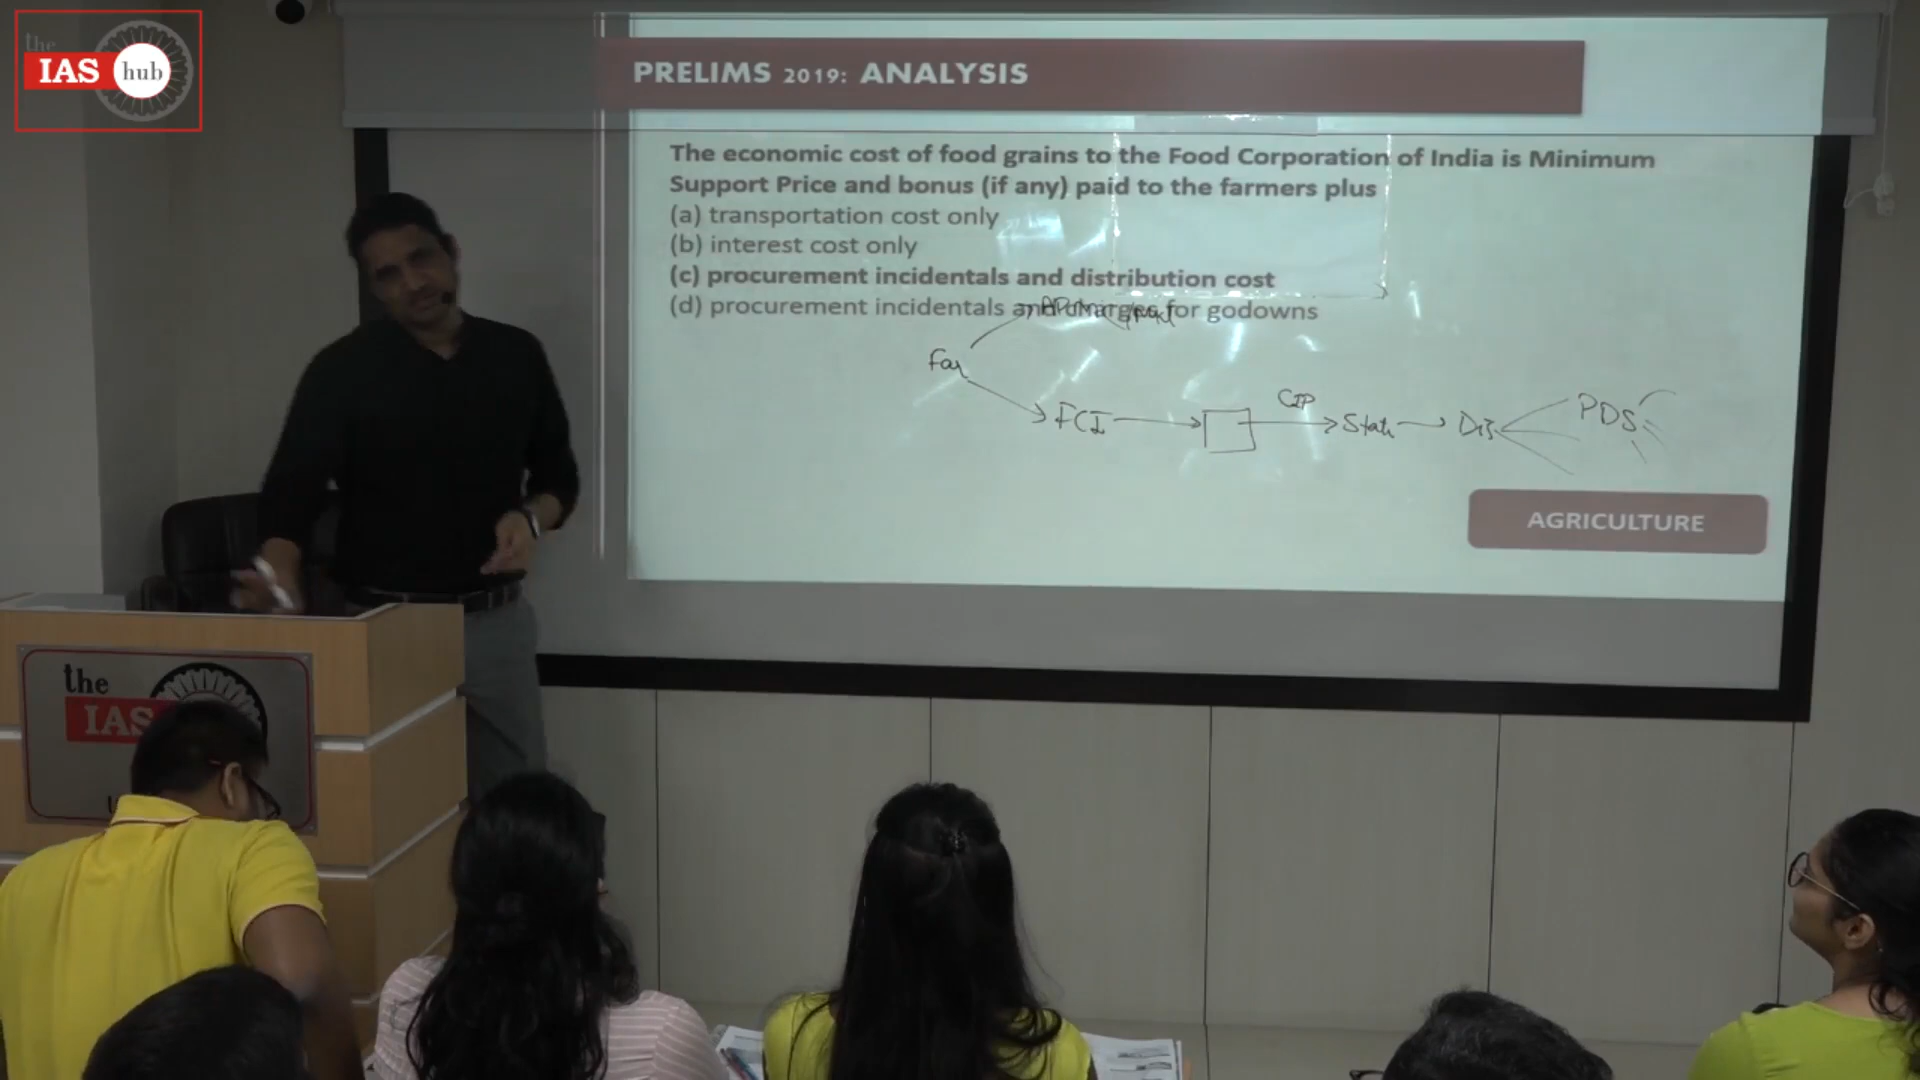 the
IAS hub
PRELIMS 2019: ANALYSIS
The economic cost of food grains to the Food Corporation of India is Minimum
Support Price and bonus (if any) paid to the farmers plus
(a) transportation cost only
(b) interest cost only
(c) procurement incidentals and distribution cost
(d) procurement incidentals and charges for godowns
Far
FCI
CIP
State
Dis
PDS
AGRICULTURE
the
IAS